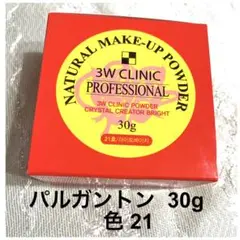 NATURAL MAKE-UP POWDER
3W CLINIC
PROFESSIONAL
3W CLINIC POWDER
CRYSTAL CREATOR BRIGHT
30g
パルガントン 30g
色 21